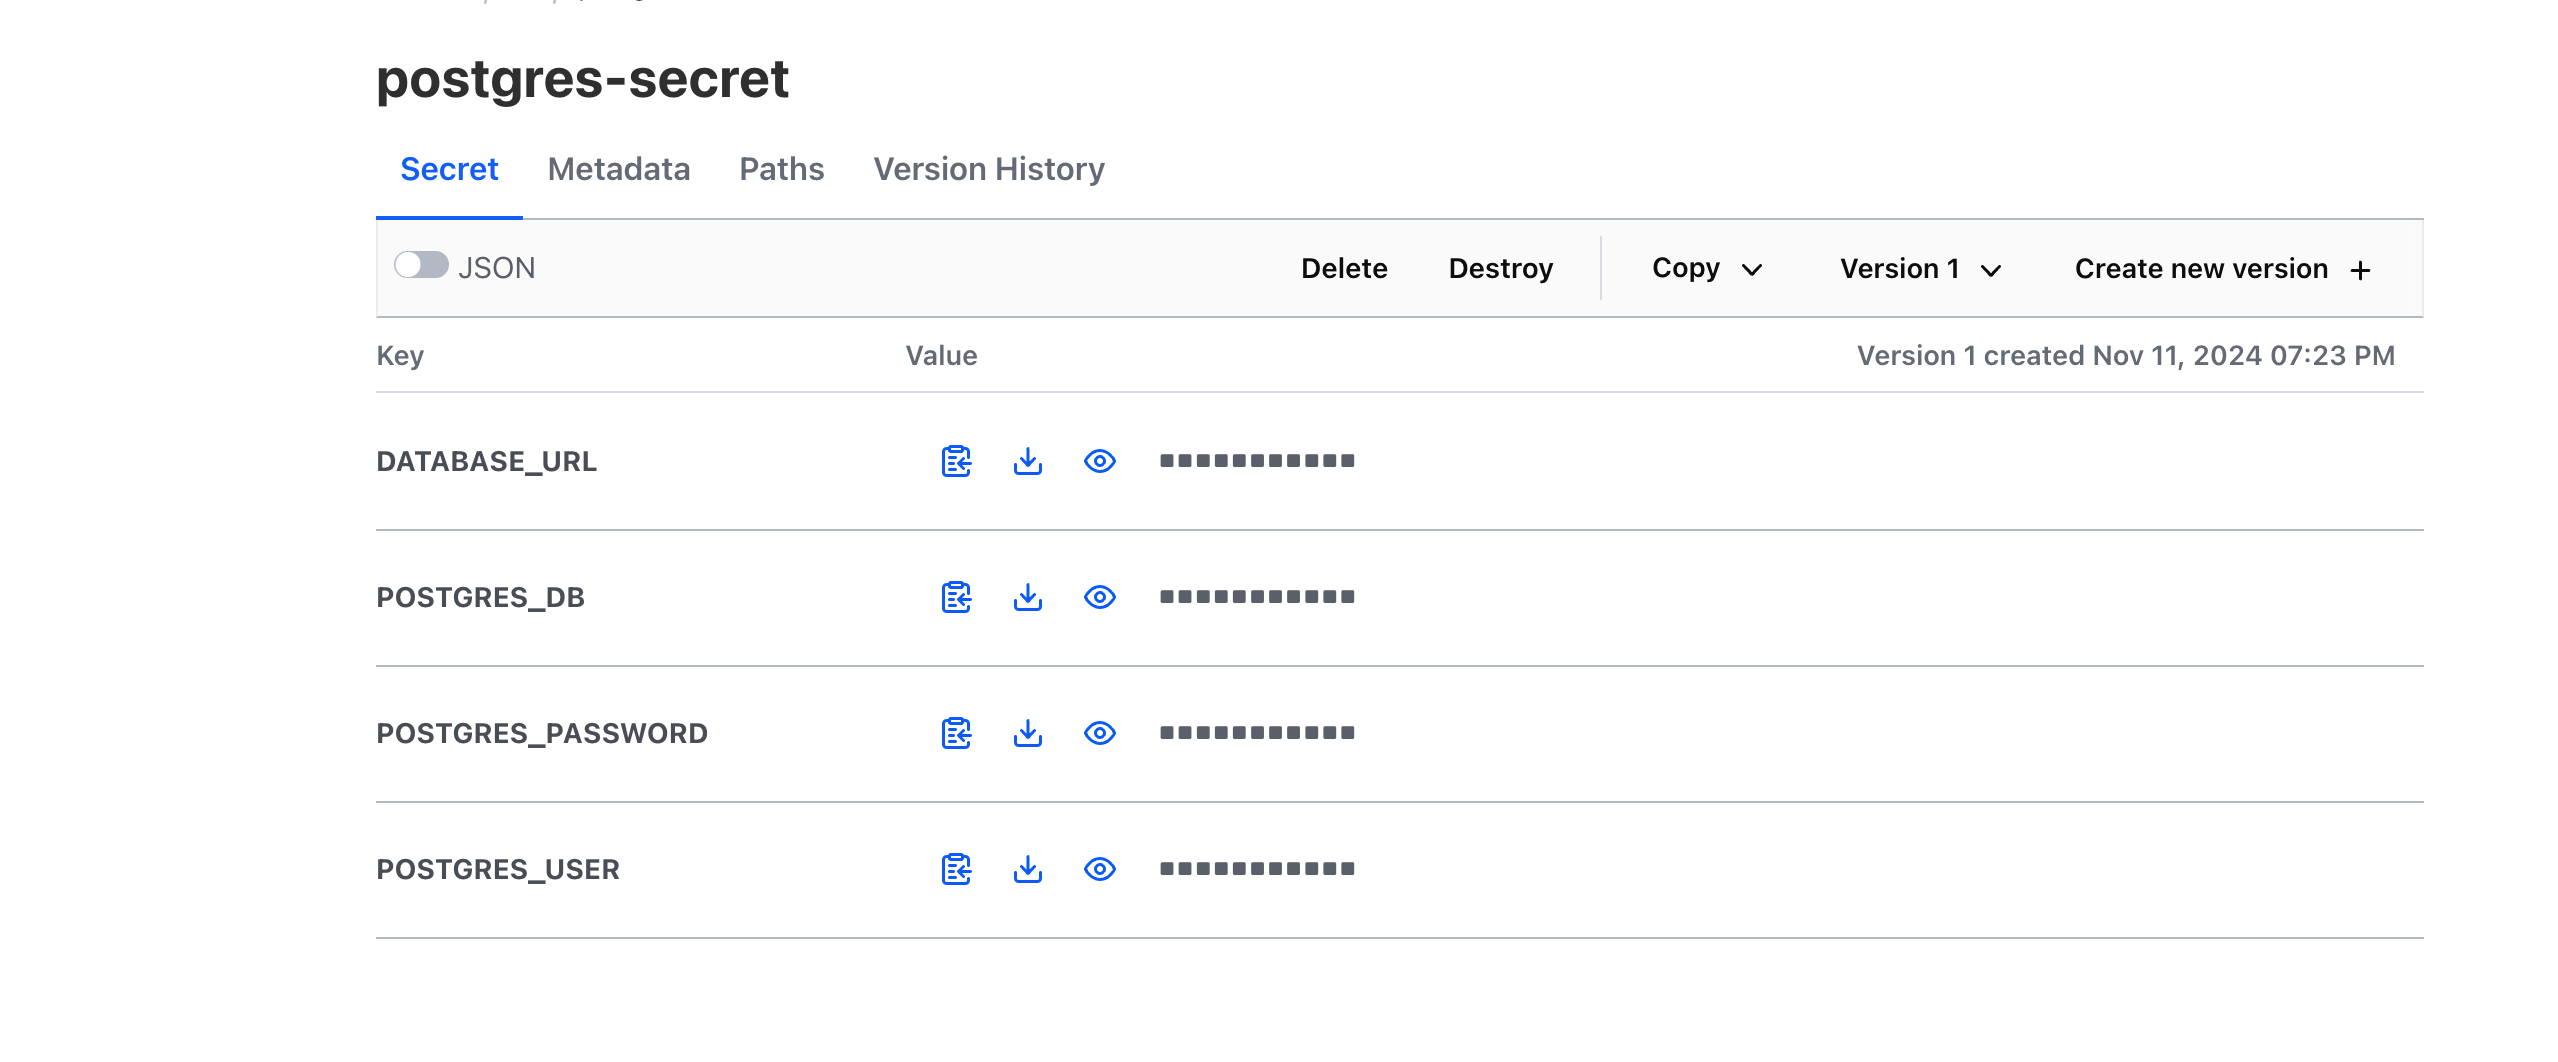 postgres-secret
Secret Metadata Paths Version History
JSON Delete Destroy Copy Version 1 Create new version +
Key Value Version 1 created Nov 11, 2024 07:23 PM
DATABASE_URL
POSTGRES_DB
POSTGRES_PASSWORD
POSTGRES_USER